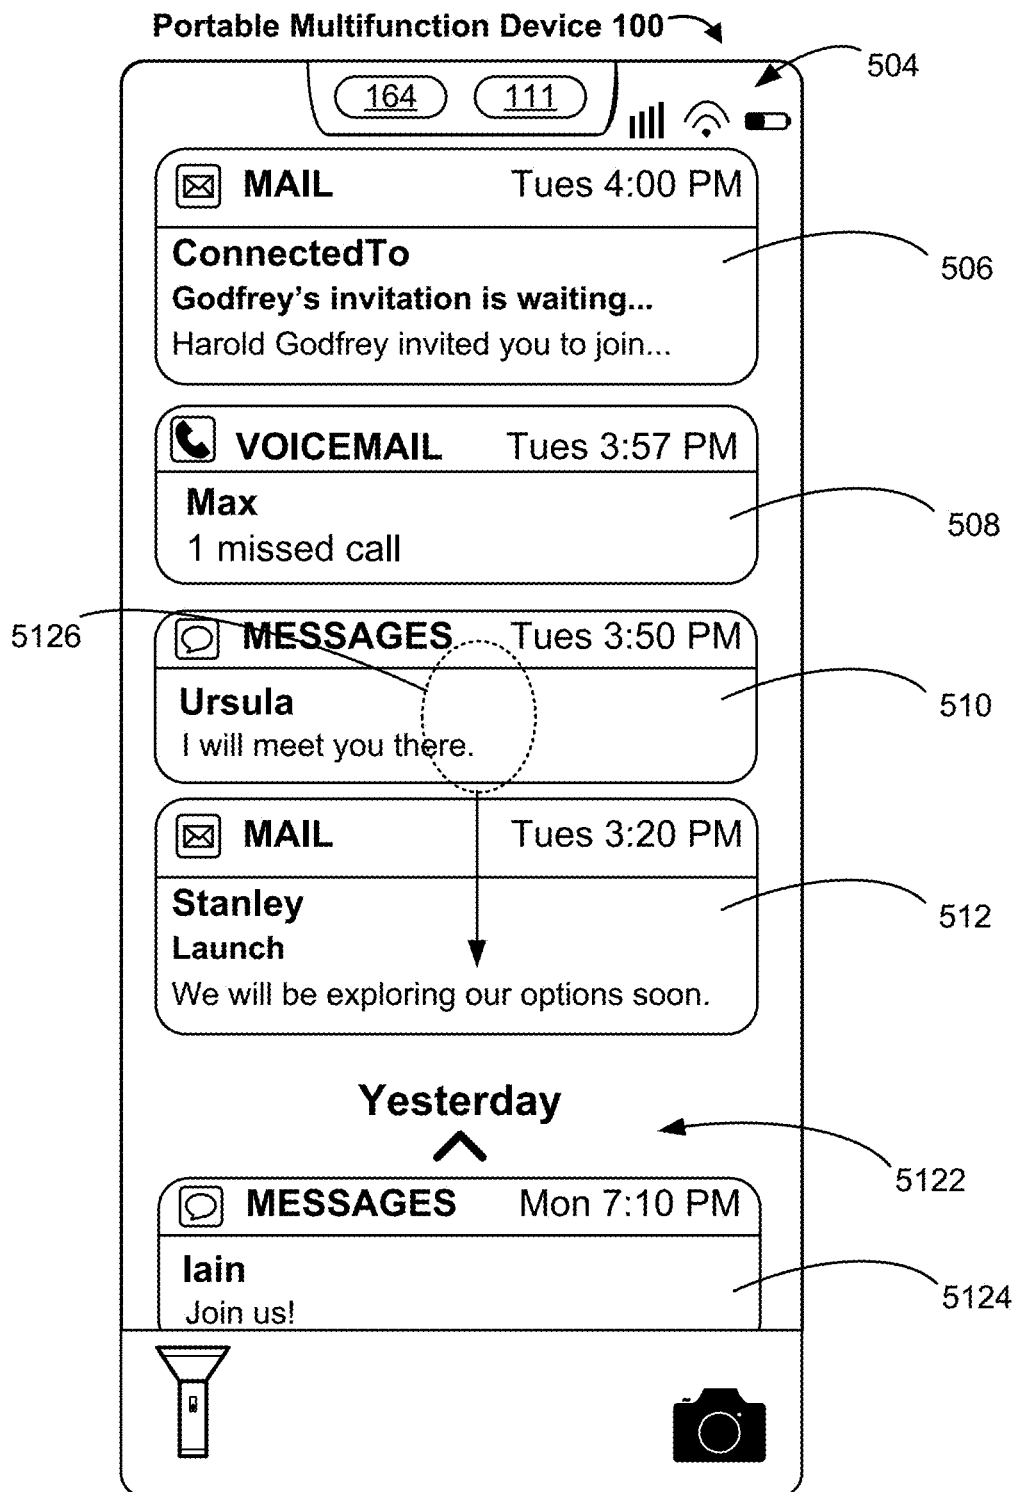 Portable Multifunction Device 100
504
164 111
MAIL Tues 4:00 PM
ConnectedTo
506
Godfrey's invitation is waiting...
Harold Godfrey invited you to join...
VOICEMAIL Tues 3:57 PM
Max
508
1 missed call
5126
MESSAGES Tues 3:50 PM
Ursula
510
I will meet you there.
MAIL Tues 3:20 PM
Stanley
512
Launch
We will be exploring our options soon.
Yesterday
5122
MESSAGES Mon 7:10 PM
Iain
5124
Join us!